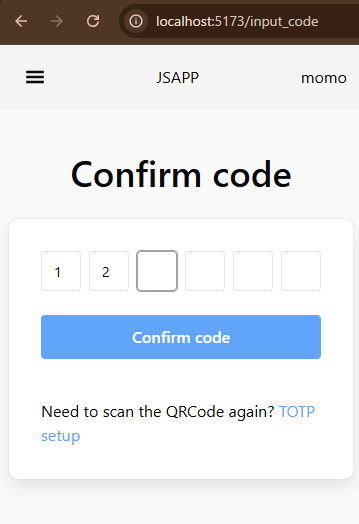 localhost:5173/input_code
JSAPP momo
Confirm code
1 2
Confirm code
Need to scan the QRCode again? TOTP
setup